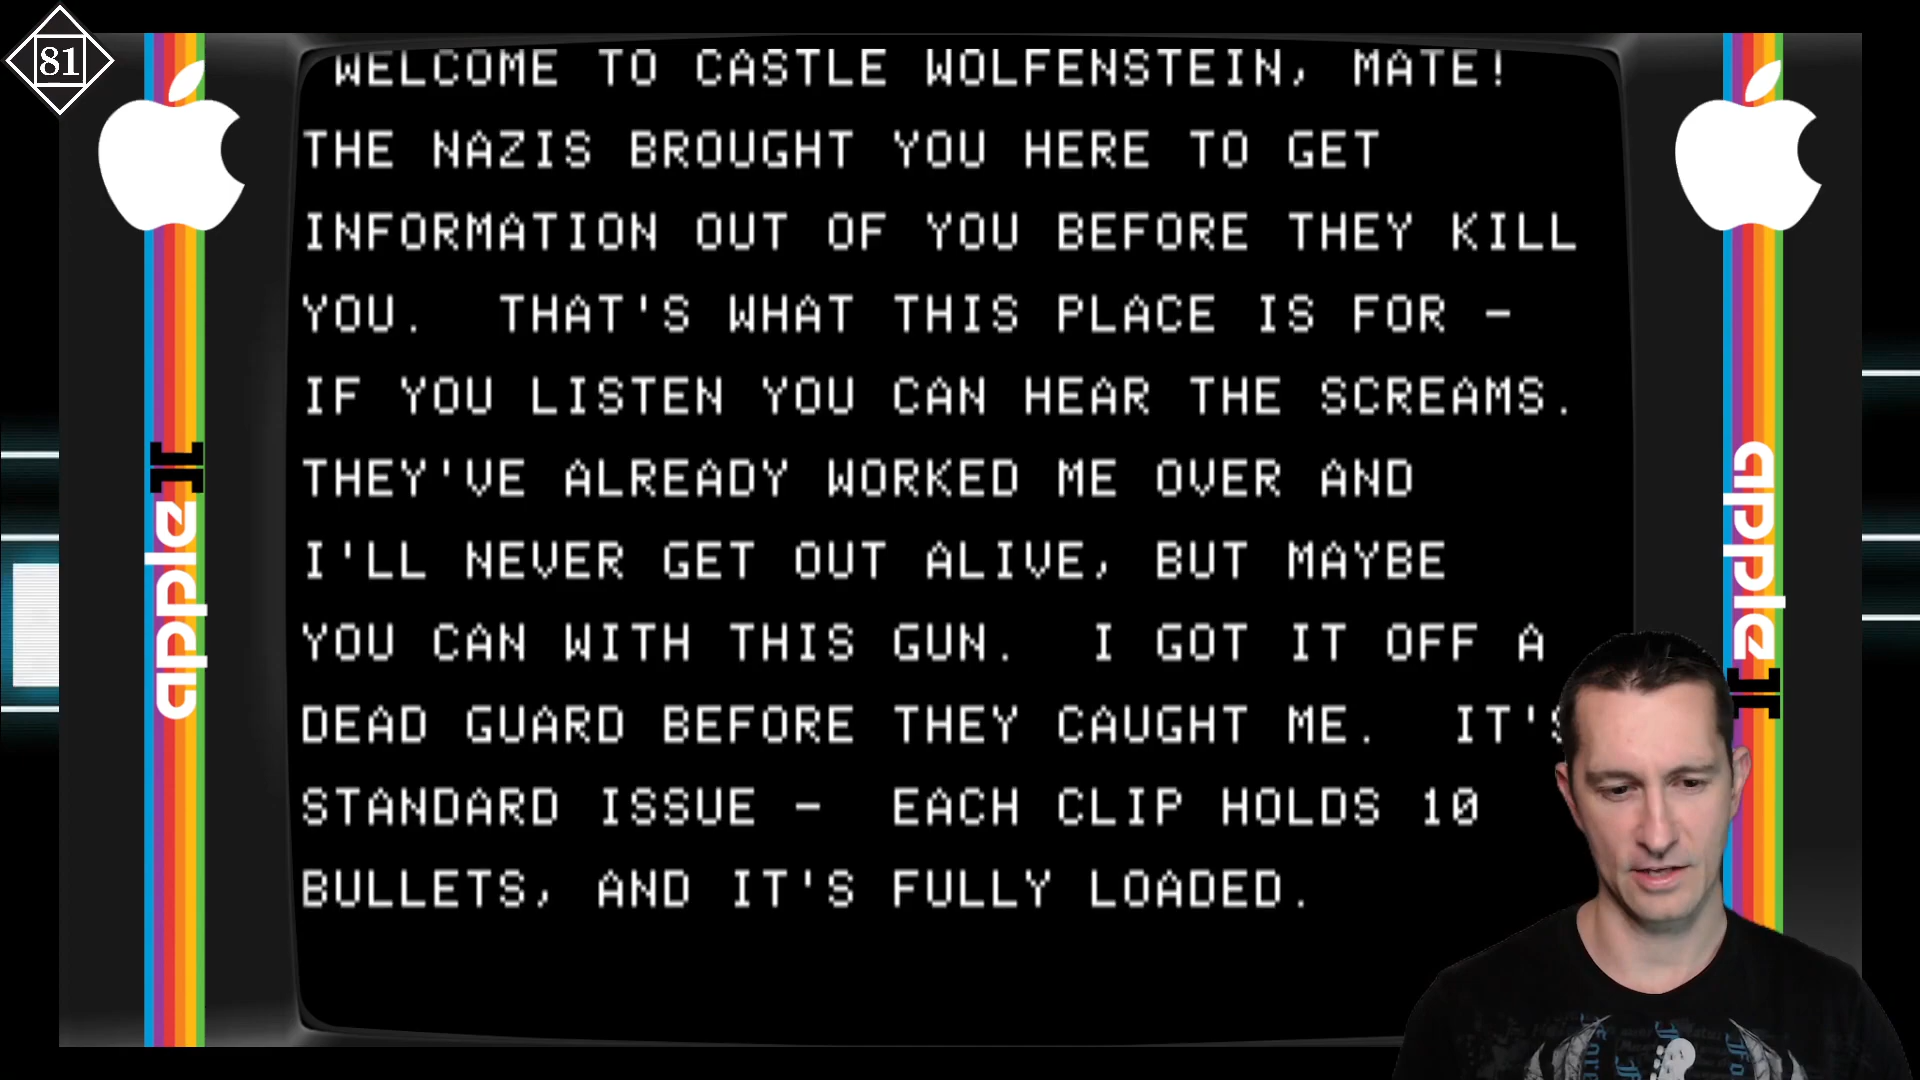 81
WELCOME TO CASTLE WOLFENSTEIN, MATE!
THE NAZIS BROUGHT YOU HERE TO GET
INFORMATION OUT OF YOU BEFORE THEY KILL
YOU.  THAT'S WHAT THIS PLACE IS FOR -
IF YOU LISTEN YOU CAN HEAR THE SCREAMS.
THEY'VE ALREADY WORKED ME OVER AND
I'LL NEVER GET OUT ALIVE, BUT MAYBE
YOU CAN WITH THIS GUN.  I GOT IT OFF A
DEAD GUARD BEFORE THEY CAUGHT ME.  IT'S
STANDARD ISSUE -  EACH CLIP HOLDS 10
BULLETS, AND IT'S FULLY LOADED.
apple ][
apple ][